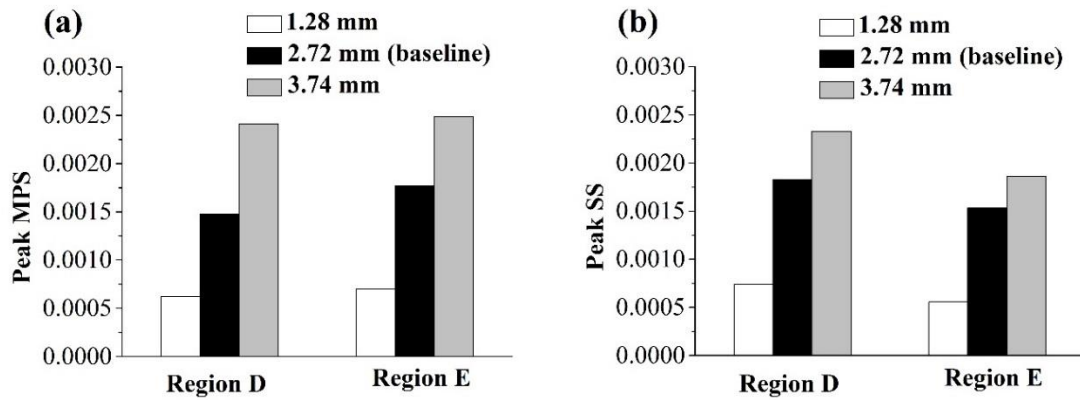 (a)
1.28 mm
2.72 mm (baseline)
3.74 mm
0.0030
0.0025
0.0020
0.0015
0.0010
0.0005
0.0000
Peak MPS
Region D
Region E
(b)
1.28 mm
2.72 mm (baseline)
3.74 mm
0.0030
0.0025
0.0020
0.0015
0.0010
0.0005
0.0000
Peak SS
Region D
Region E